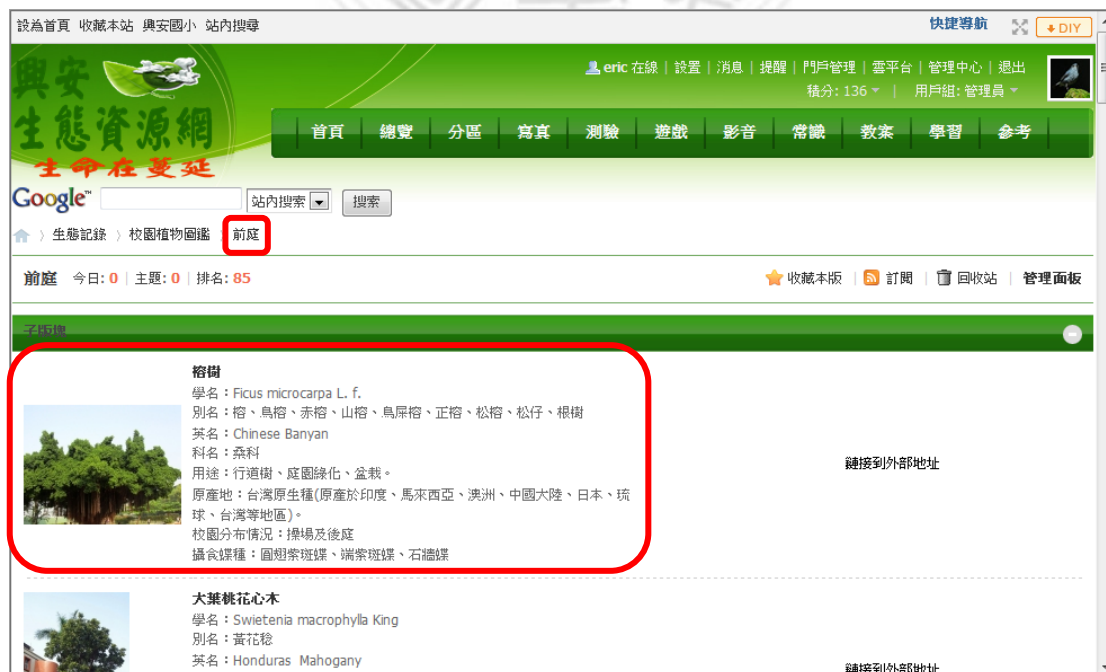 設為首頁 收藏本站 興安國小 站內搜尋
快捷導航
DIY
興安
生態資源網
生命在蔓延
eric 在線 | 設置 | 消息 | 提醒 | 門戶管理 | 雲平台 | 管理中心 | 退出
積分: 136 | 用戶組: 管理員
首頁 總覽 分區 寫真 測驗 遊戲 影音 常識 教案 學習 參考
Google™ 站內搜索 搜索
生態記錄 〉 校園植物圖鑑 〉 前庭
前庭 今日: 0 | 主題: 0 | 排名: 85
收藏本版 | 訂閱 | 回收站 | 管理面板
子版塊
榕樹
學名：Ficus microcarpa L. f.
別名：榕、鳥榕、赤榕、山榕、鳥屎榕、正榕、松榕、松仔、根樹
英名：Chinese Banyan
科名：桑科
用途：行道樹、庭園綠化、盆栽。
原產地：台灣原生種(原產於印度、馬來西亞、澳洲、中國大陸、日本、琉
球、台灣等地區)。
校園分布情況：操場及後庭
攝食蝶種：圓翅紫斑蝶、端紫斑蝶、石牆蝶
鏈接到外部地址
大葉桃花心木
學名：Swietenia macrophylla King
別名：黃花稔
英名：Honduras Mahogany
鏈接到外部地址